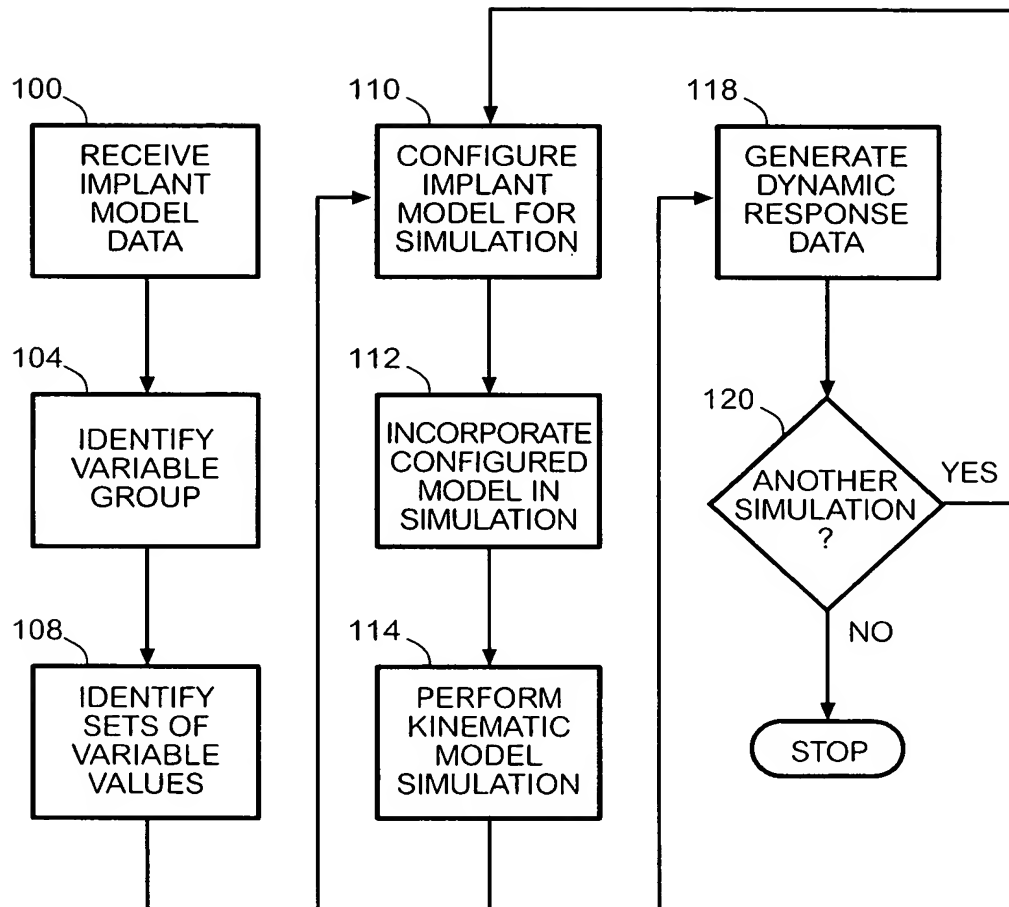 100
RECEIVE
IMPLANT
MODEL
DATA
104
IDENTIFY
VARIABLE
GROUP
108
IDENTIFY
SETS OF
VARIABLE
VALUES
110
CONFIGURE
IMPLANT
MODEL FOR
SIMULATION
112
INCORPORATE
CONFIGURED
MODEL IN
SIMULATION
114
PERFORM
KINEMATIC
MODEL
SIMULATION
118
GENERATE
DYNAMIC
RESPONSE
DATA
120
ANOTHER
SIMULATION
?
YES
NO
STOP